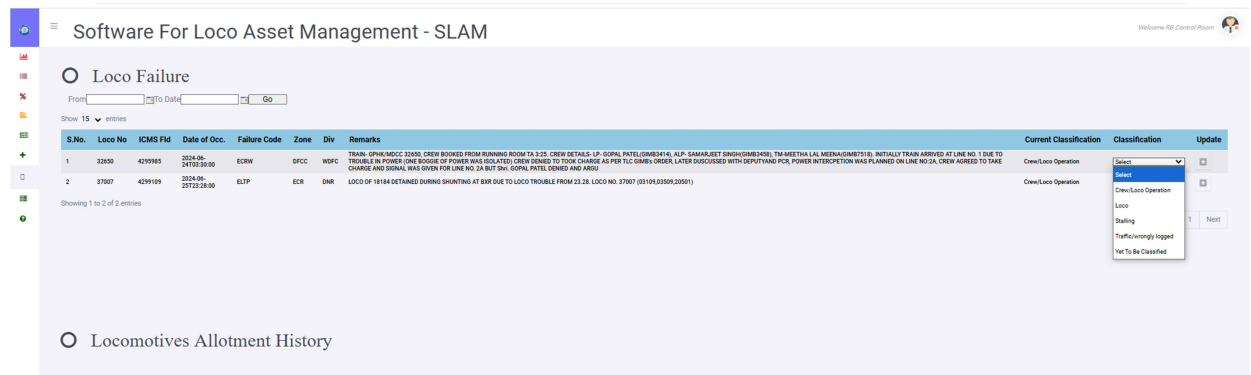 Software For Loco Asset Management - SLAM
Welcome RB Control Room
Loco Failure
From To Date Go
Show 15 entries
S.No. Loco No ICMS FId Date of Occ. Failure Code Zone Div Remarks Current Classification Classification Update
1 32650 4295985 2024-06-24T03:30:00 ECRW DFCC WDFC
TRAIN- GPHK/MDCC 32650, CREW BOOKED FROM RUNNING ROOM TA 3:25. CREW DETAILS- LP- GOPAL PATEL(GIMB3414), ALP- SAMARJEET SINGH(GIMB3458), TM-MEETHA LAL MEENA(GIMB7518). INITIALLY TRAIN ARRIVED AT LINE NO. 1 DUE TO
TROUBLE IN POWER (ONE BOGGIE OF POWER WAS ISOLATED) CREW DENIED TO TOOK CHARGE AS PER TLC GIMB's ORDER, LATER DUSCUSSED WITH DEPUTYAND PCR, POWER INTERCPETION WAS PLANNED ON LINE NO:2A, CREW AGREED TO TAKE
CHARGE AND SIGNAL WAS GIVEN FOR LINE NO. 2A BUT Shri. GOPAL PATEL DENIED AND ARGU
Crew/Loco Operation Select
2 37007 4299109 2024-06-25T23:28:00 ELTP ECR DNR LOCO OF 18184 DETAINED DURING SHUNTING AT BXR DUE TO LOCO TROUBLE FROM 23.28. LOCO NO. 37007 (03109,03509,20501) Crew/Loco Operation
Select
Crew/Loco Operation
Loco
Stalling
Traffic/wrongly logged
Yet To Be Classified
Showing 1 to 2 of 2 entries
1 Next
Locomotives Allotment History